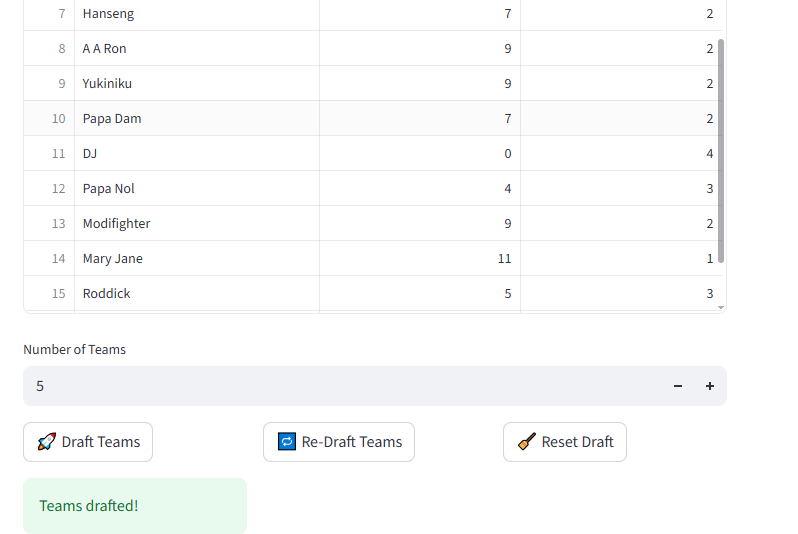 7 Hanseng 7 2
8 A A Ron 9 2
9 Yukiniku 9 2
10 Papa Dam 7 2
11 DJ 0 4
12 Papa Nol 4 3
13 Modifighter 9 2
14 Mary Jane 11 1
15 Roddick 5 3
Number of Teams
5 − +
Draft Teams Re-Draft Teams Reset Draft
Teams drafted!